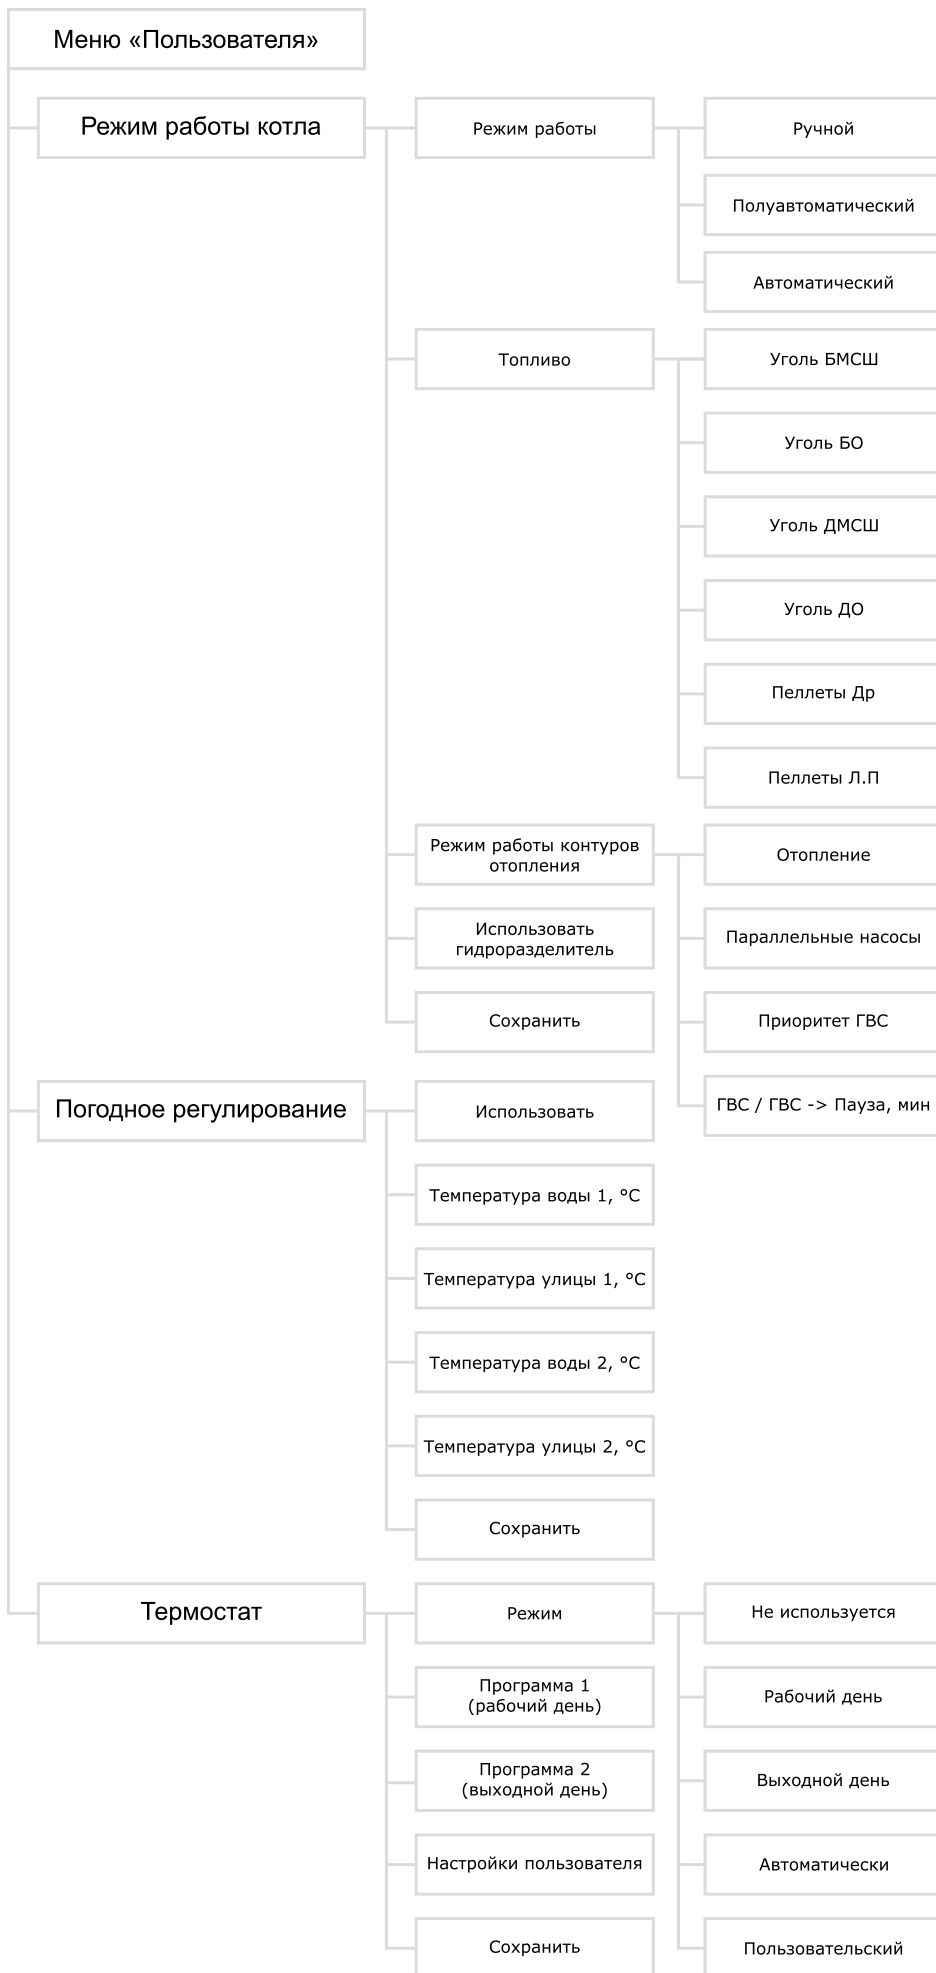 Меню «Пользователя»
Режим работы котла
Режим работы
Ручной
Полуавтоматический
Автоматический
Топливо
Уголь БМСШ
Уголь БО
Уголь ДМСШ
Уголь ДО
Пеллеты Др
Пеллеты Л.П
Режим работы контуров
отопления
Отопление
Параллельные насосы
Приоритет ГВС
ГВС / ГВС -> Пауза, мин
Использовать
гидроразделитель
Сохранить
Погодное регулирование
Использовать
Температура воды 1, °C
Температура улицы 1, °C
Температура воды 2, °C
Температура улицы 2, °C
Сохранить
Термостат
Режим
Не используется
Рабочий день
Выходной день
Автоматически
Пользовательский
Программа 1
(рабочий день)
Программа 2
(выходной день)
Настройки пользователя
Сохранить